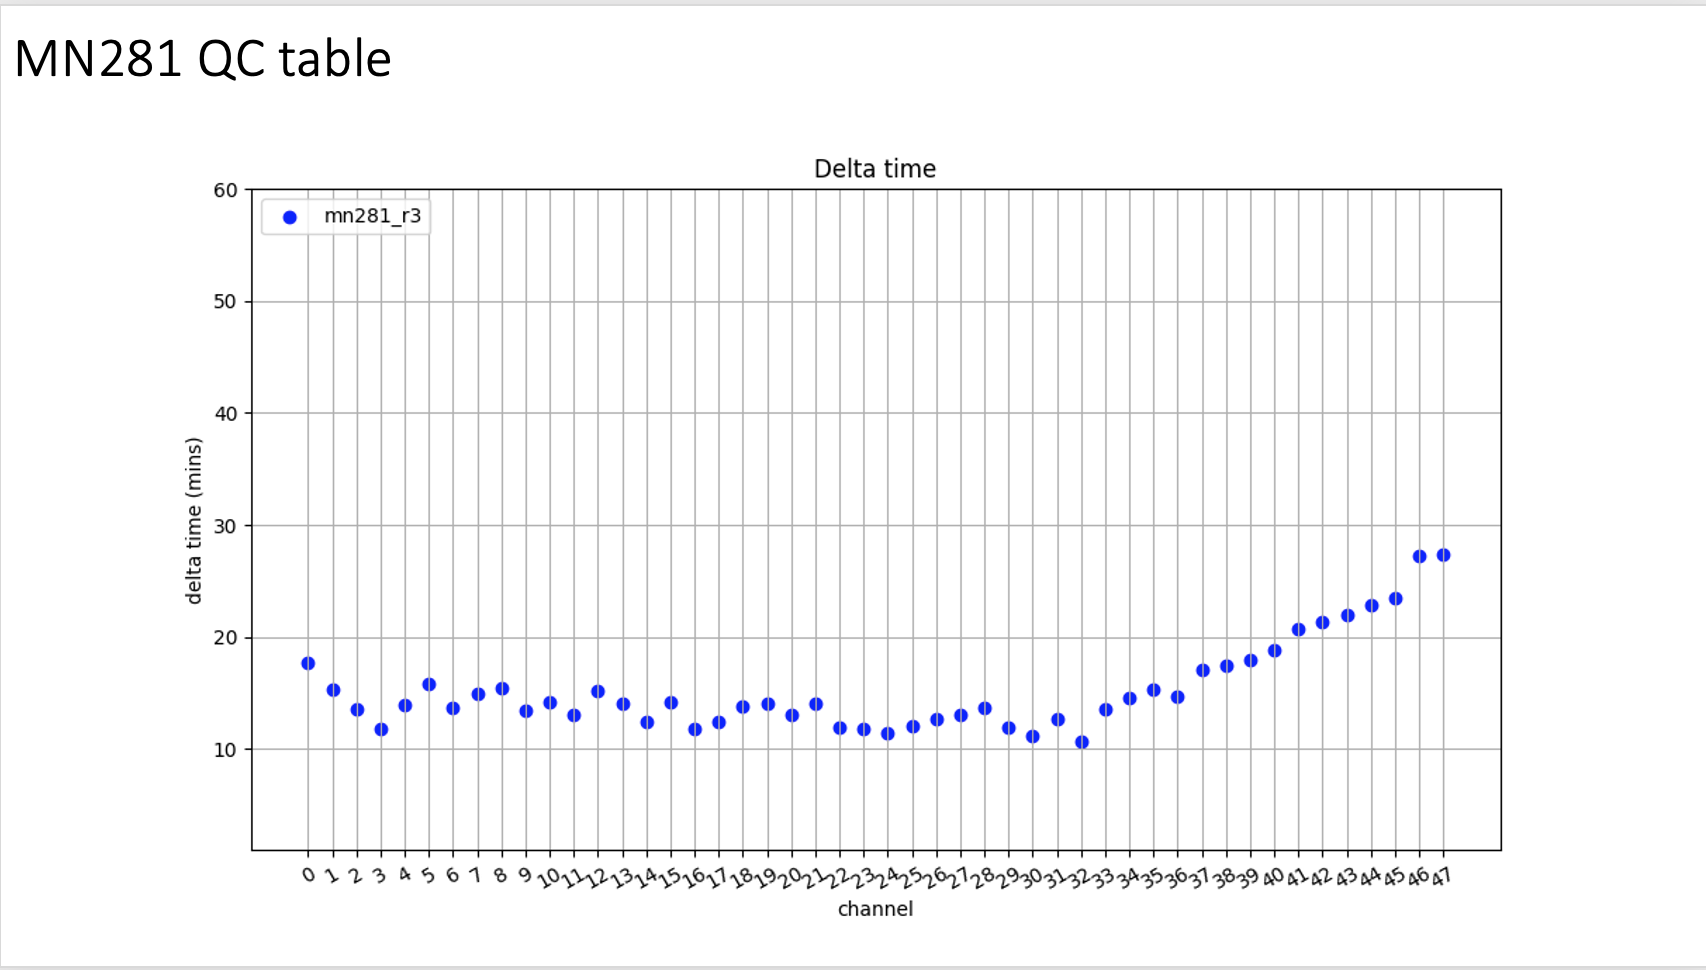 MN281 QC table
Delta time
mn281_r3
60
50
40
30
20
10
delta time (mins)
0 1 2 3 4 5 6 7 8 9 10 11 12 13 14 15 16 17 18 19 20 21 22 23 24 25 26 27 28 29 30 31 32 33 34 35 36 37 38 39 40 41 42 43 44 45 46 47
channel